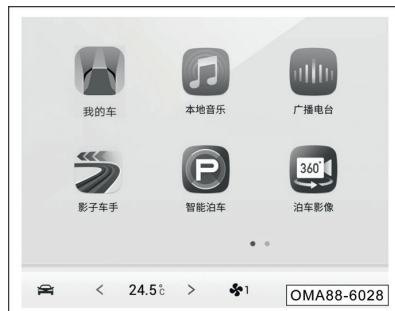 我的车
本地音乐
广播电台
影子车手
P
智能泊车
360°
泊车影像
< 24.5℃ >
1
OMA88-6028